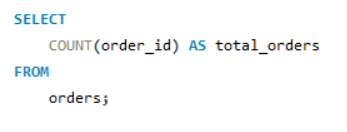 SELECT
    COUNT(order_id) AS total_orders
FROM
    orders;